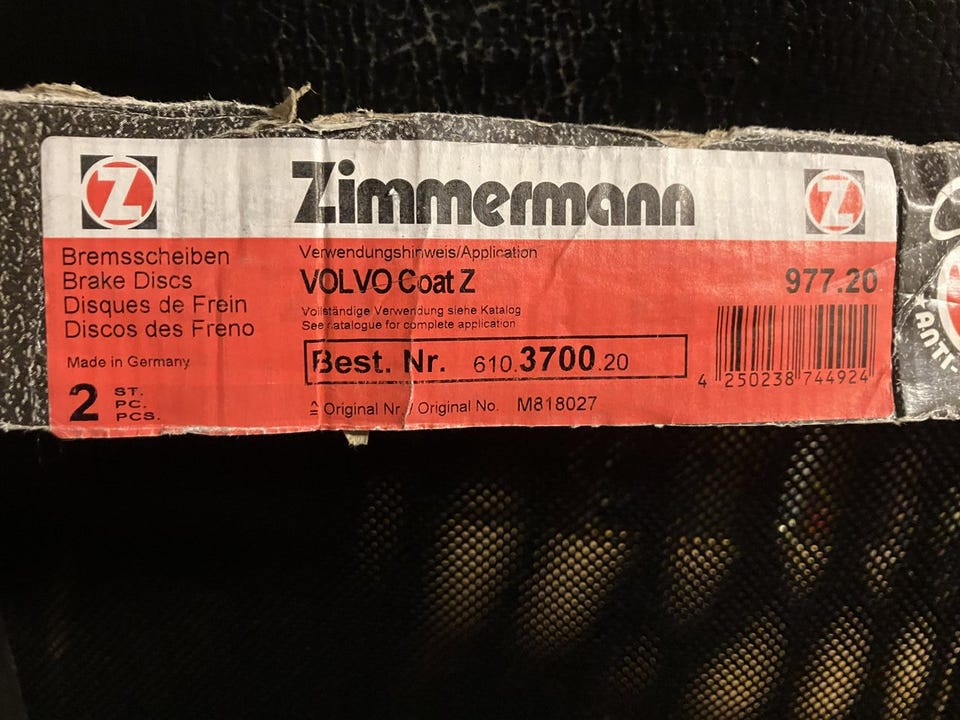 Z
Zimmermann
Z
Bremsscheiben
Brake Discs
Disques de Frein
Discos des Freno
Made in Germany
2 ST.
PC.
PCS.
Verwendungshinweis/Application
VOLVO Coat Z
977.20
Vollständige Verwendung siehe Katalog
See catalogue for complete application
Best. Nr. 610.3700.20
≙ Original Nr./ Original No. M818027
4 250238 744924
ANTI-